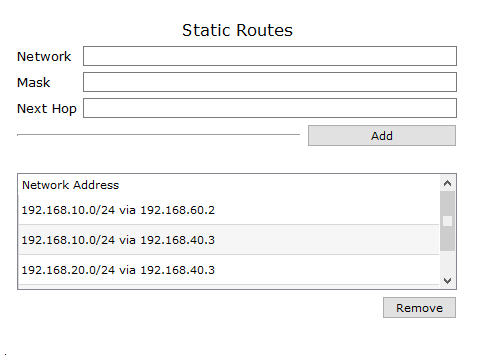 Static Routes
Network
Mask
Next Hop
Add
Network Address
192.168.10.0/24 via 192.168.60.2
192.168.10.0/24 via 192.168.40.3
192.168.20.0/24 via 192.168.40.3
Remove